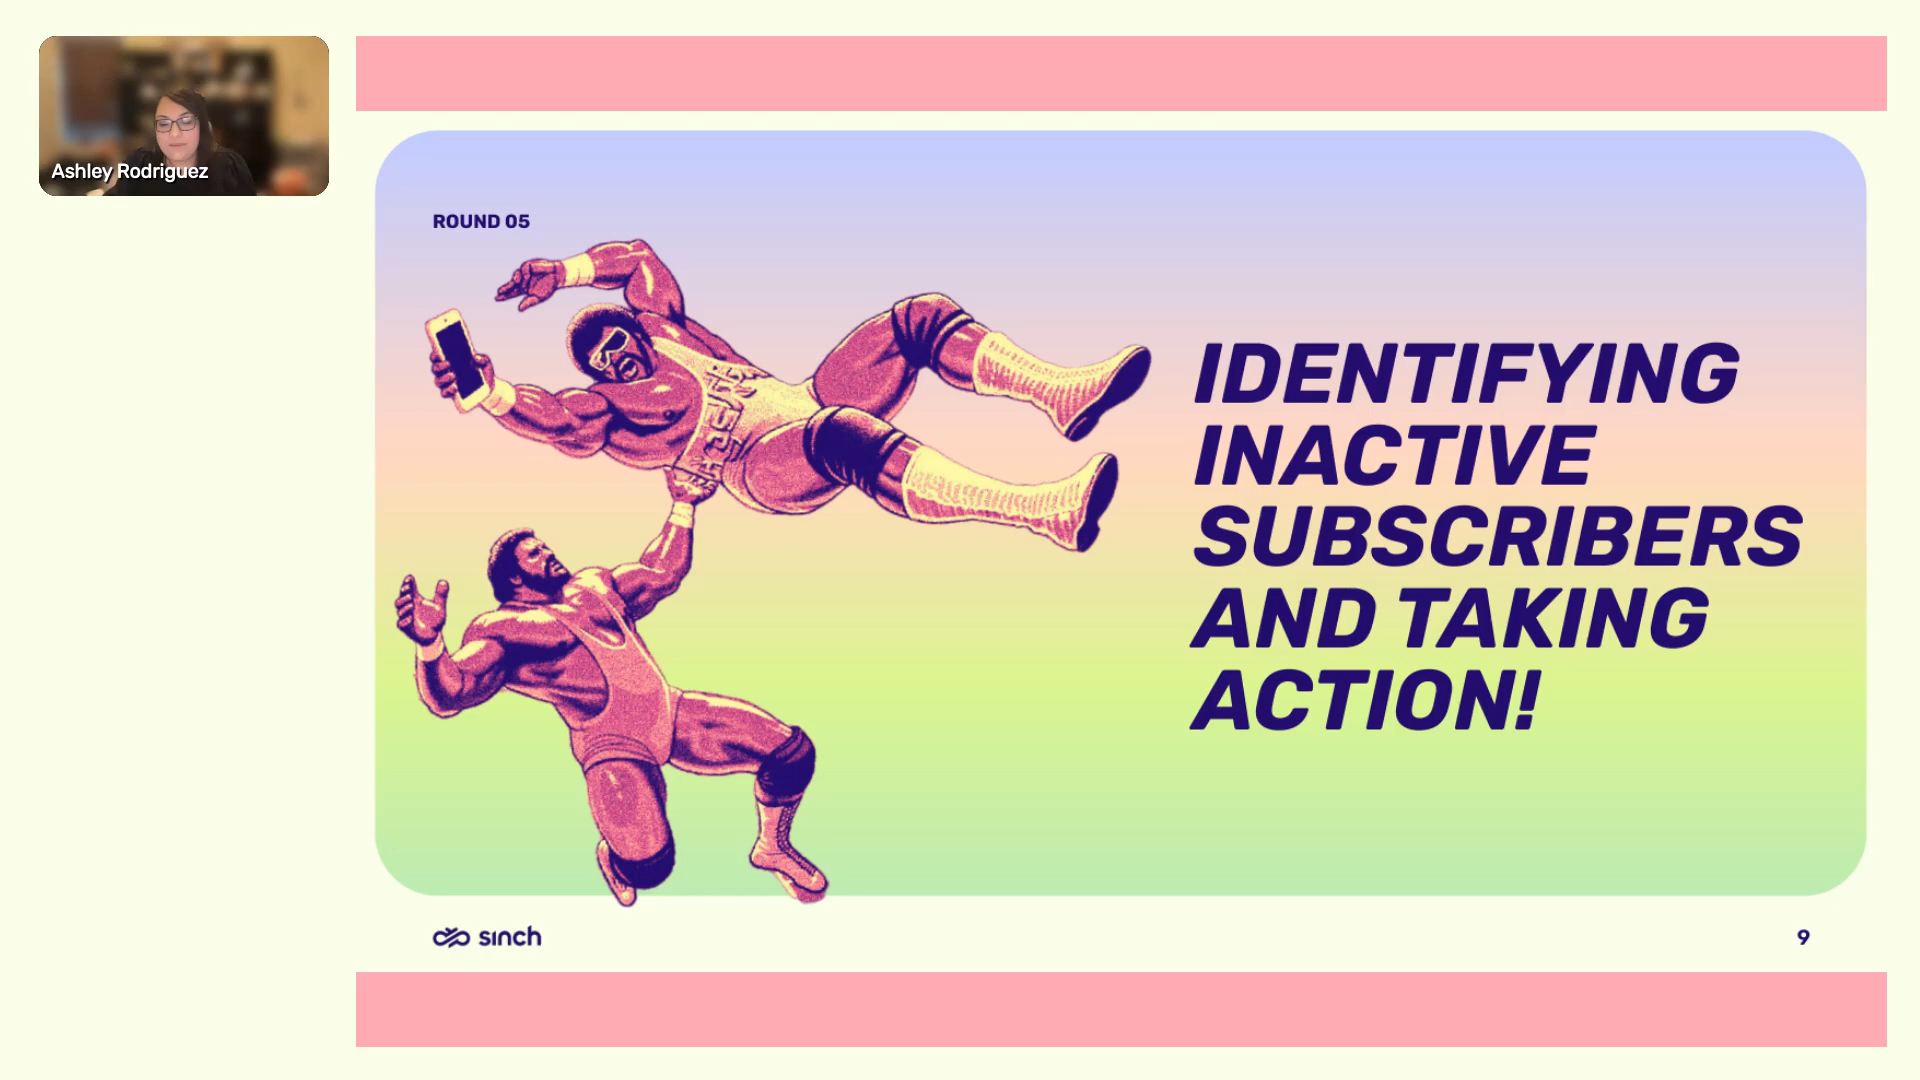 Ashley Rodriguez
ROUND 05
IDENTIFYING
INACTIVE
SUBSCRIBERS
AND TAKING
ACTION!
sinch
9